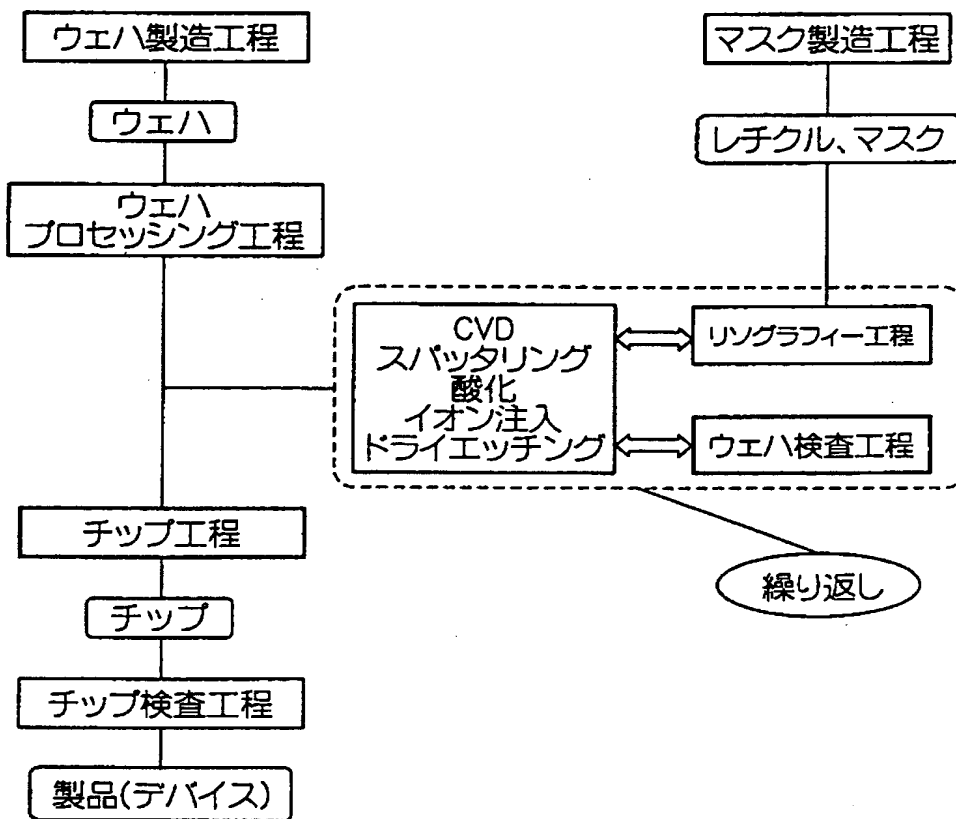 ウェハ製造工程
ウェハ
ウェハ
プロセッシング工程
チップ工程
チップ
チップ検査工程
製品(デバイス)
マスク製造工程
レチクル、マスク
CVD
スパッタリング
酸化
イオン注入
ドライエッチング
リソグラフィー工程
ウェハ検査工程
繰り返し